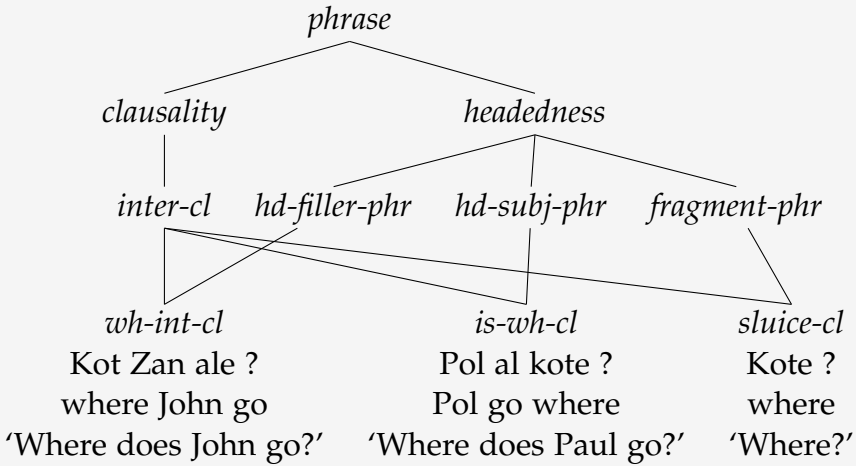 phrase
clausality headedness
inter-cl hd-filler-phr hd-subj-phr fragment-phr
wh-int-cl is-wh-cl sluice-cl
Kot Zan ale ? Pol al kote ? Kote ?
where John go Pol go where where
‘Where does John go?’ ‘Where does Paul go?’ ‘Where?’